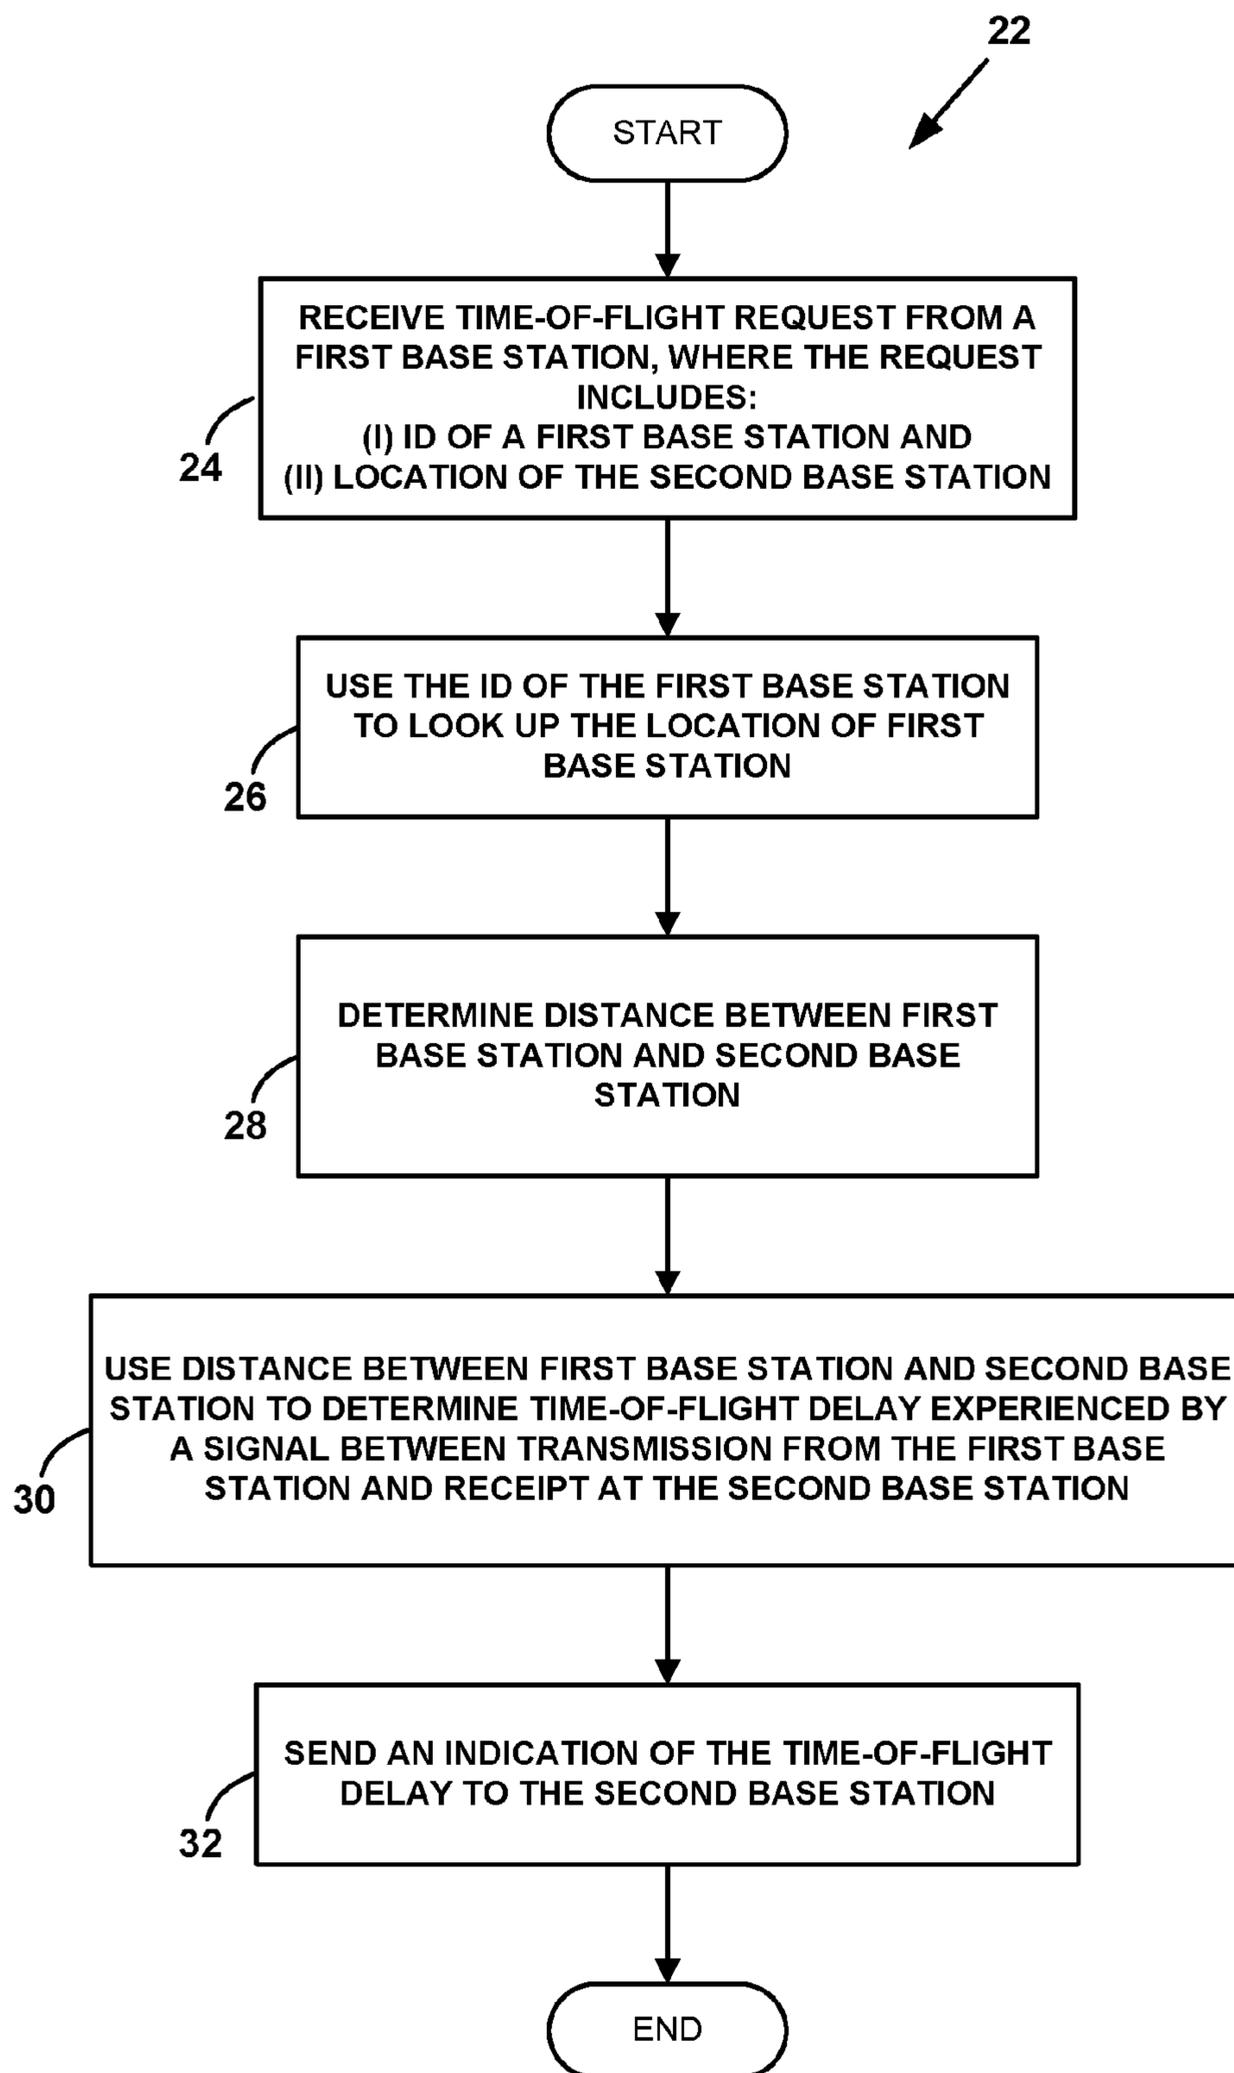 22
START
RECEIVE TIME-OF-FLIGHT REQUEST FROM A
FIRST BASE STATION, WHERE THE REQUEST
INCLUDES:
(I) ID OF A FIRST BASE STATION AND
(II) LOCATION OF THE SECOND BASE STATION
24
USE THE ID OF THE FIRST BASE STATION
TO LOOK UP THE LOCATION OF FIRST
BASE STATION
26
DETERMINE DISTANCE BETWEEN FIRST
BASE STATION AND SECOND BASE
STATION
28
USE DISTANCE BETWEEN FIRST BASE STATION AND SECOND BASE
STATION TO DETERMINE TIME-OF-FLIGHT DELAY EXPERIENCED BY
A SIGNAL BETWEEN TRANSMISSION FROM THE FIRST BASE
STATION AND RECEIPT AT THE SECOND BASE STATION
30
SEND AN INDICATION OF THE TIME-OF-FLIGHT
DELAY TO THE SECOND BASE STATION
32
END